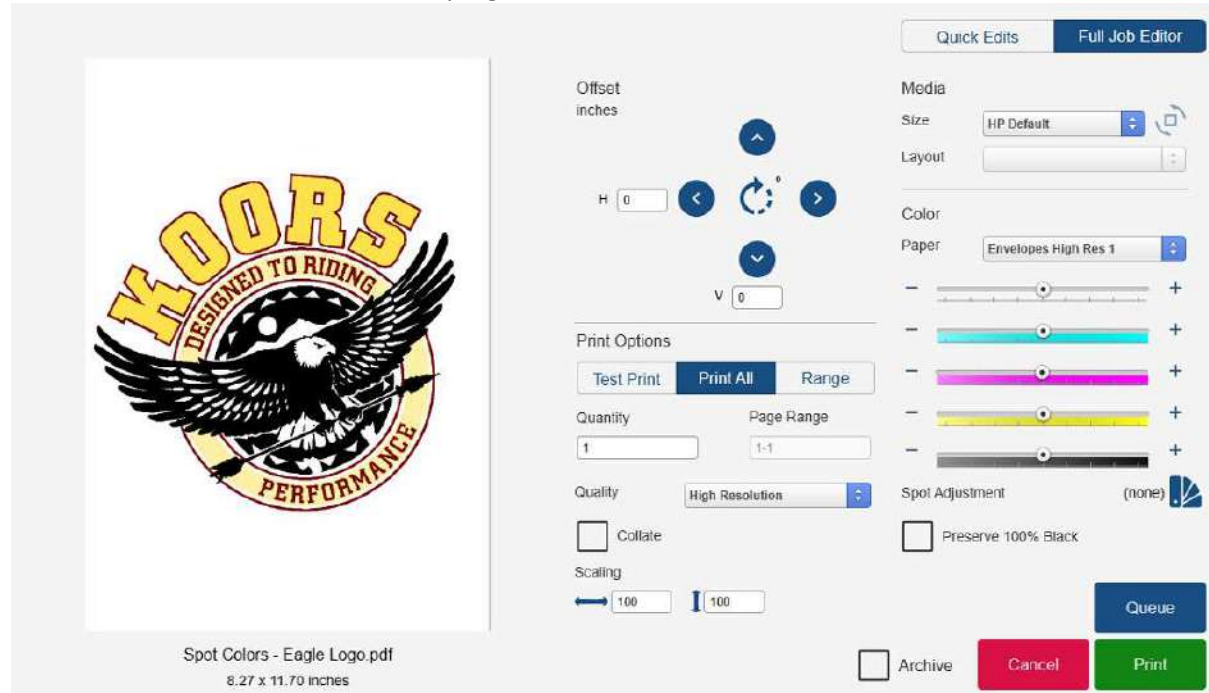 Quick Edits
Full Job Editor
KOORS
DESIGNED TO RIDING
PERFORMANCE
Spot Colors - Eagle Logo.pdf
8.27 x 11.70 inches
Offset
inches
H 0
V 0
Print Options
Test Print Print All Range
Quantity Page Range
1 1-1
Quality High Resolution
Collate
Scaling
100 100
Media
Size HP Default
Layout
Color
Paper Envelopes High Res 1
- +
- +
- +
- +
- +
Spot Adjustment (none)
Preserve 100% Black
Queue
Archive Cancel Print